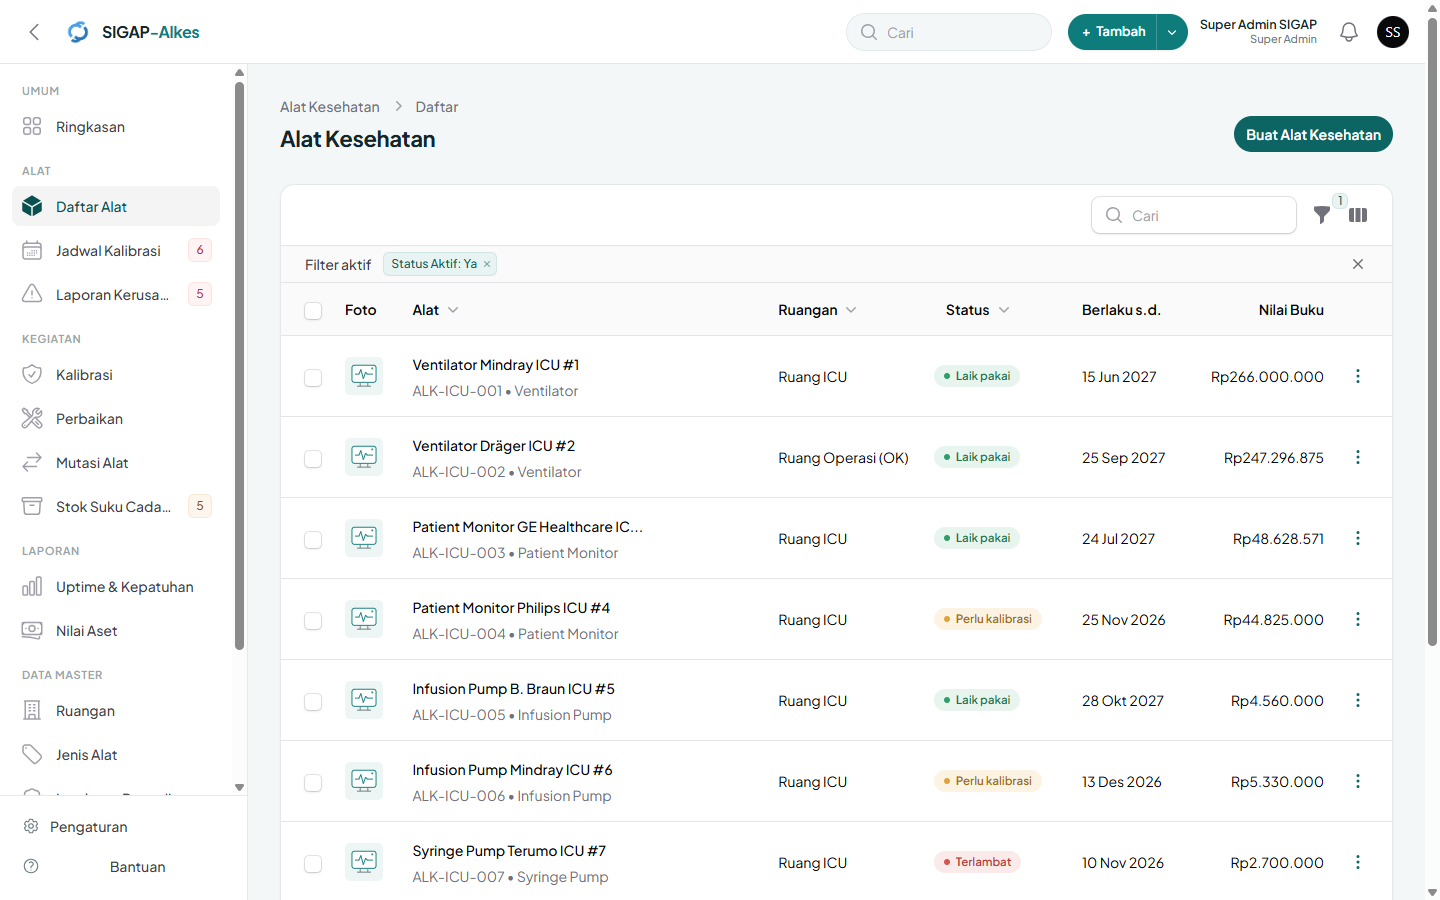 SIGAP-Alkes
Cari
+ Tambah
Super Admin SIGAP
Super Admin
SS
UMUM
Ringkasan
ALAT
Daftar Alat
Jadwal Kalibrasi 6
Laporan Kerusa... 5
KEGIATAN
Kalibrasi
Perbaikan
Mutasi Alat
Stok Suku Cada... 5
LAPORAN
Uptime & Kepatuhan
Nilai Aset
DATA MASTER
Ruangan
Jenis Alat
Pengaturan
Bantuan
Alat Kesehatan > Daftar
Alat Kesehatan
Buat Alat Kesehatan
Cari
1
Filter aktif Status Aktif: Ya ×
Foto Alat Ruangan Status Berlaku s.d. Nilai Buku
Ventilator Mindray ICU #1
ALK-ICU-001 • Ventilator
Ruang ICU Laik pakai 15 Jun 2027 Rp266.000.000
Ventilator Dräger ICU #2
ALK-ICU-002 • Ventilator
Ruang Operasi (OK) Laik pakai 25 Sep 2027 Rp247.296.875
Patient Monitor GE Healthcare IC...
ALK-ICU-003 • Patient Monitor
Ruang ICU Laik pakai 24 Jul 2027 Rp48.628.571
Patient Monitor Philips ICU #4
ALK-ICU-004 • Patient Monitor
Ruang ICU Perlu kalibrasi 25 Nov 2026 Rp44.825.000
Infusion Pump B. Braun ICU #5
ALK-ICU-005 • Infusion Pump
Ruang ICU Laik pakai 28 Okt 2027 Rp4.560.000
Infusion Pump Mindray ICU #6
ALK-ICU-006 • Infusion Pump
Ruang ICU Perlu kalibrasi 13 Des 2026 Rp5.330.000
Syringe Pump Terumo ICU #7
ALK-ICU-007 • Syringe Pump
Ruang ICU Terlambat 10 Nov 2026 Rp2.700.000